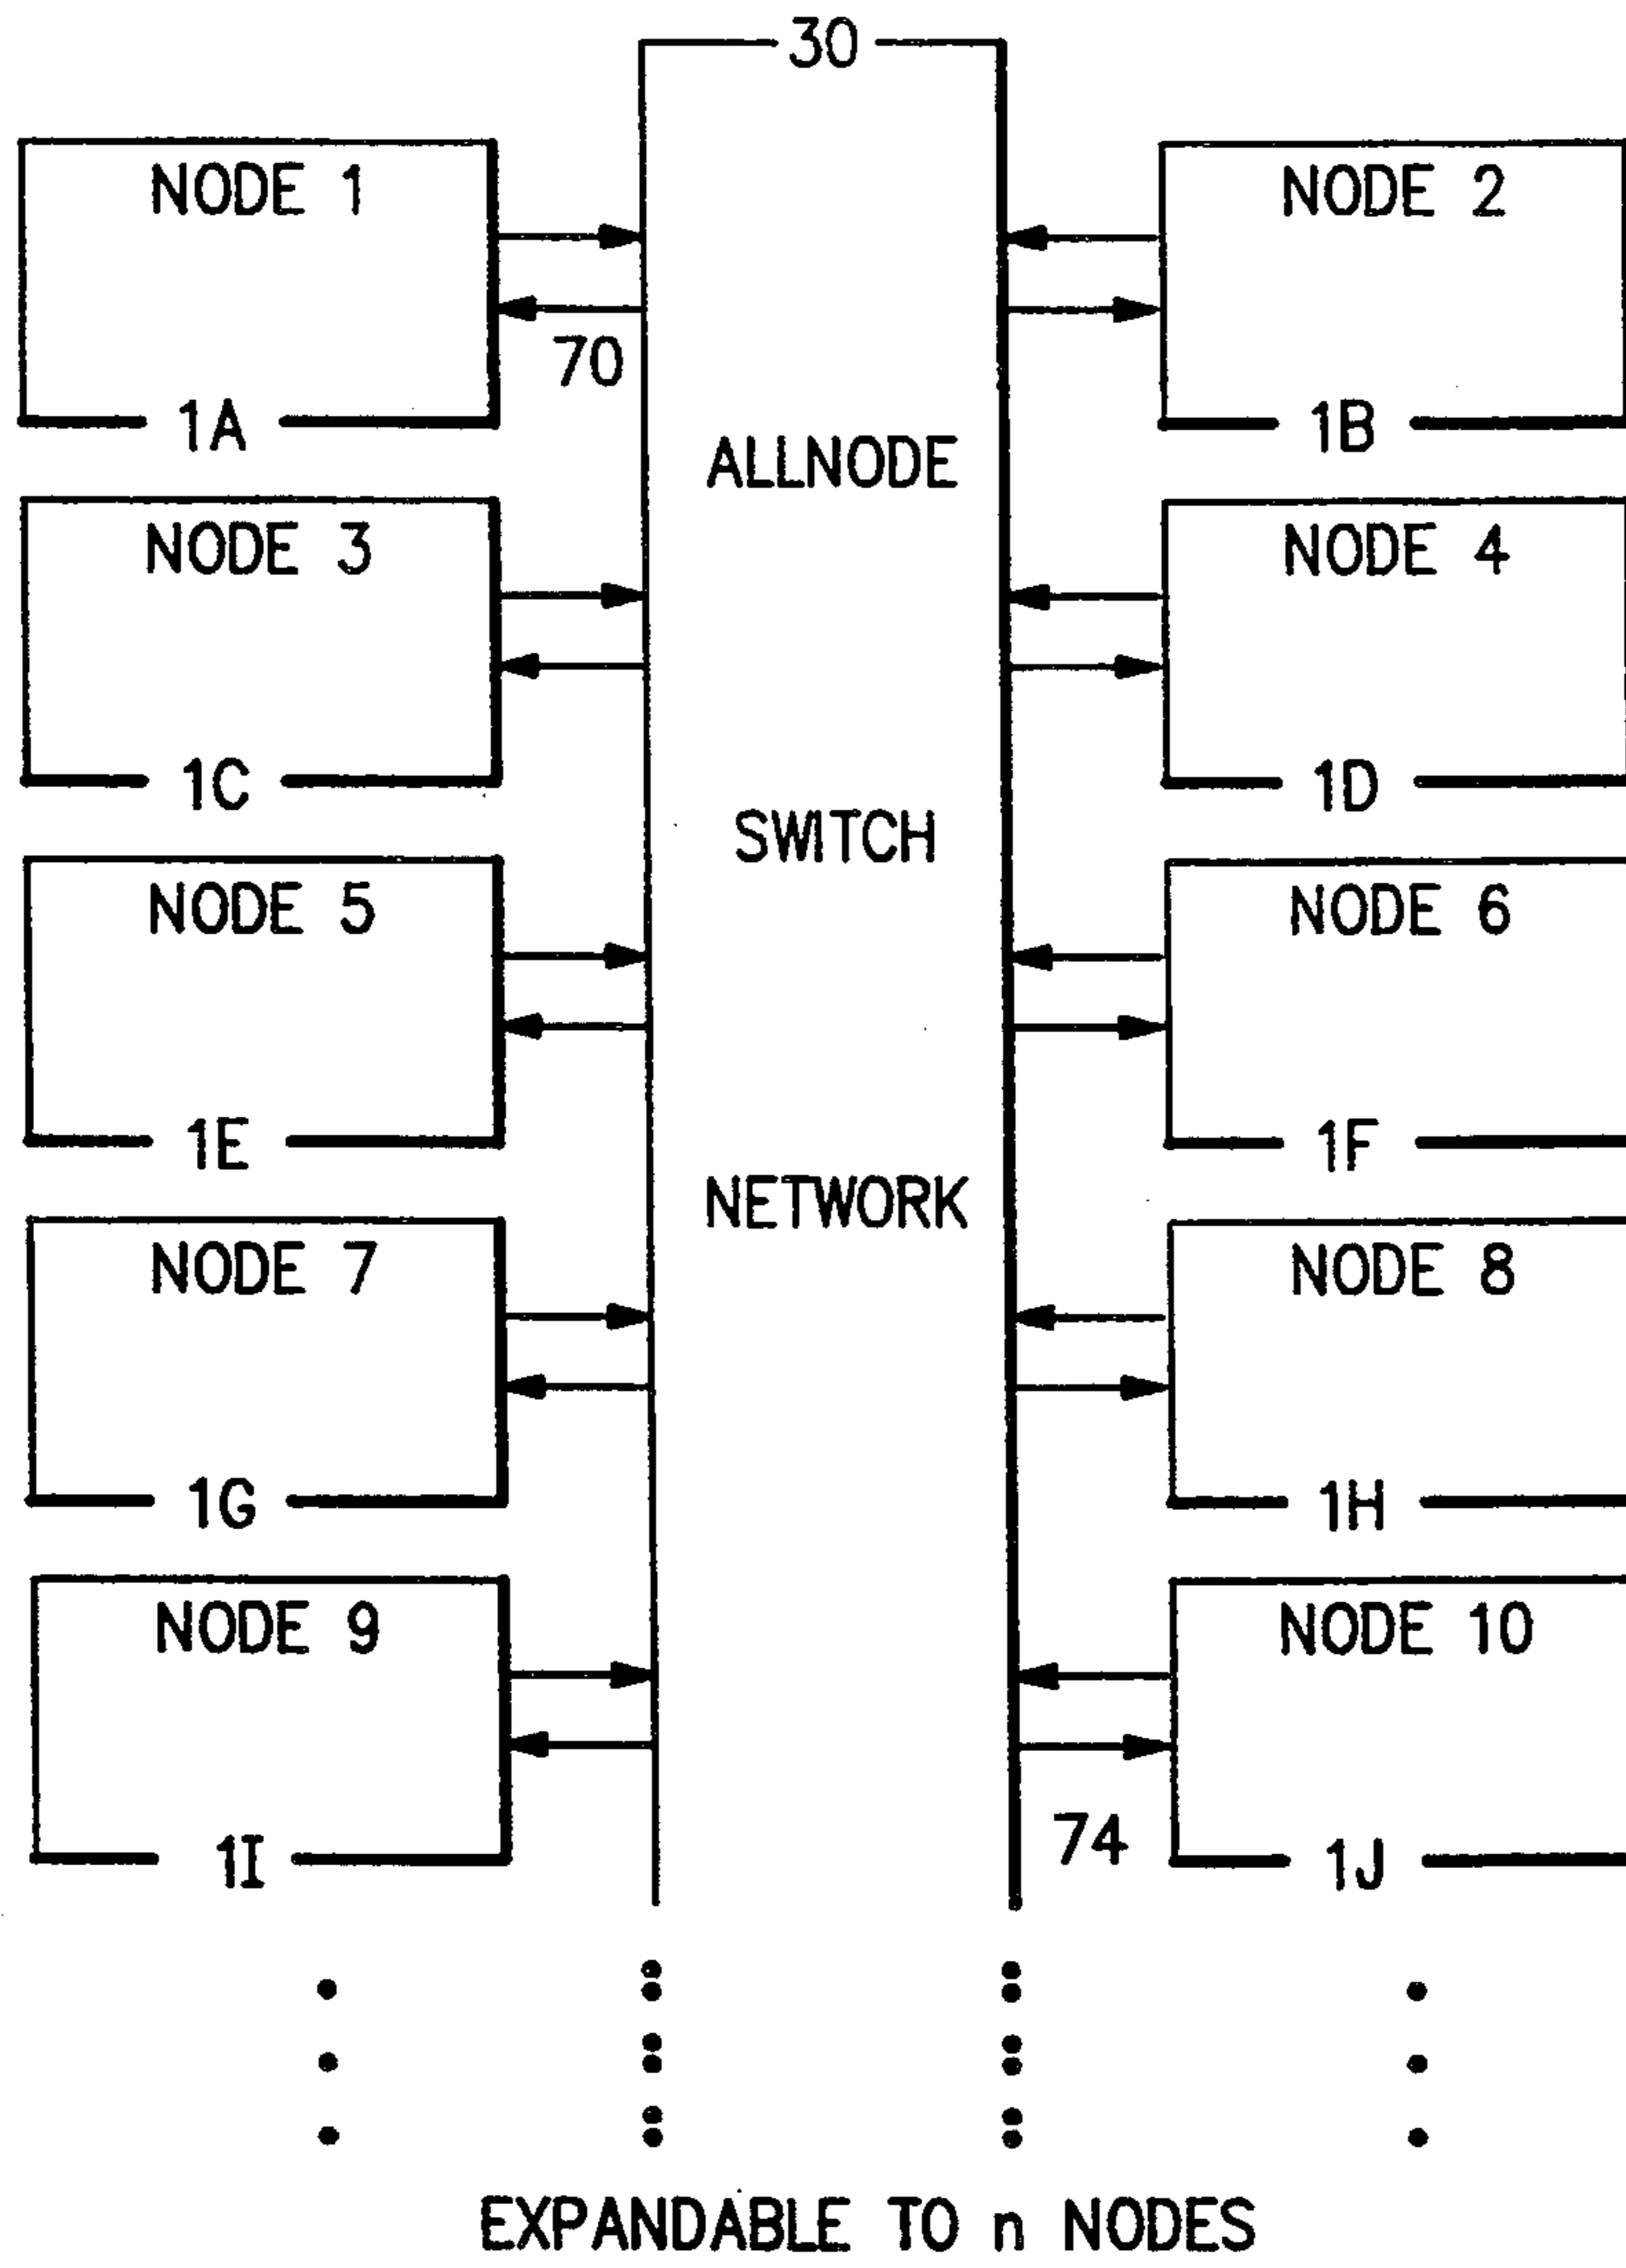 30
NODE 1
NODE 2
70
1A
1B
ALLNODE
NODE 3
NODE 4
1C
1D
SWITCH
NODE 5
NODE 6
1E
1F
NETWORK
NODE 7
NODE 8
1G
1H
NODE 9
NODE 10
74
1I
1J
EXPANDABLE TO n NODES